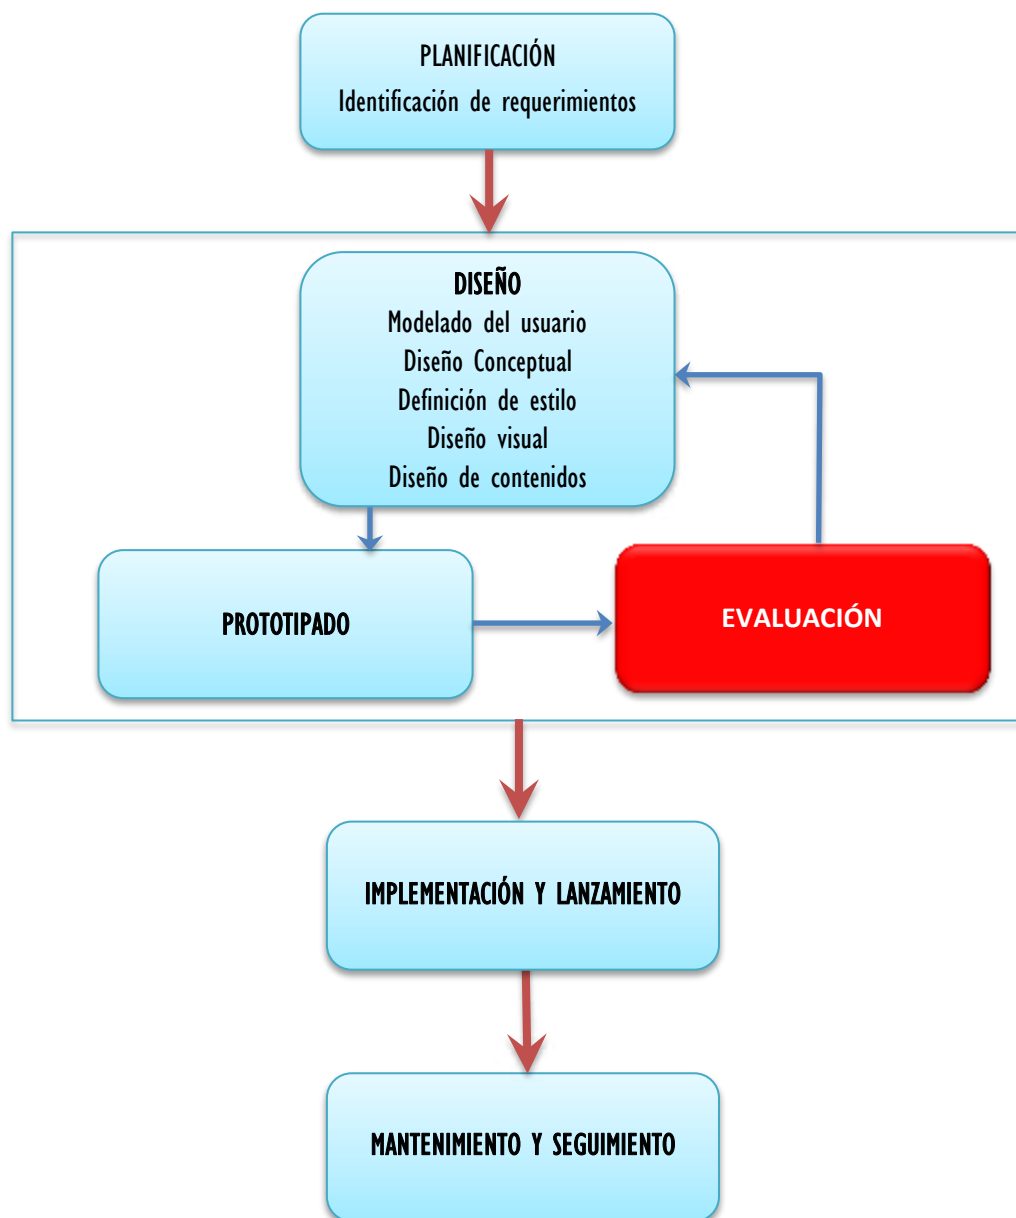 PLANIFICACIÓN
Identificación de requerimientos
DISEÑO
Modelado del usuario
Diseño Conceptual
Definición de estilo
Diseño visual
Diseño de contenidos
PROTOTIPADO
EVALUACIÓN
IMPLEMENTACIÓN Y LANZAMIENTO
MANTENIMIENTO Y SEGUIMIENTO